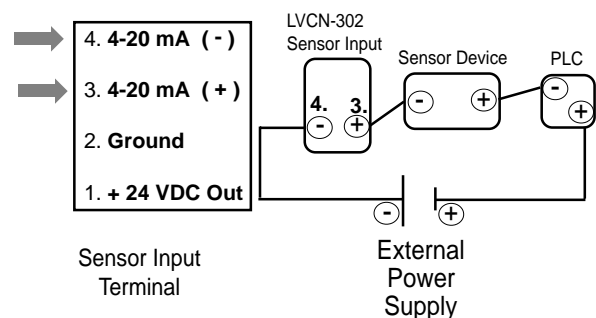 4. 4-20 mA ( - )
3. 4-20 mA ( + )
2. Ground
1. + 24 VDC Out
Sensor Input
Terminal
LVCN-302
Sensor Input
4. 3.
- +
Sensor Device
- +
PLC
-
+
- +
External
Power
Supply